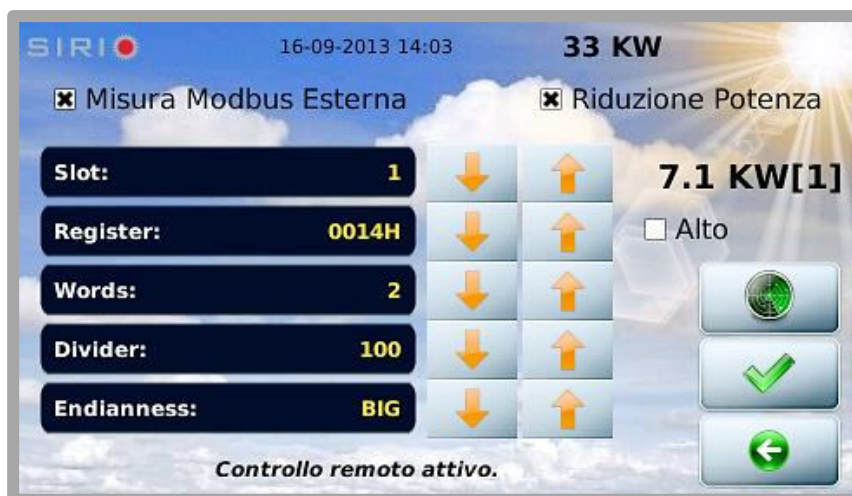 SIRIO 16-09-2013 14:03 33 KW
Misura Modbus Esterna Riduzione Potenza
Slot: 1 7.1 KW[1]
Register: 0014H Alto
Words: 2
Divider: 100
Endianness: BIG
Controllo remoto attivo.